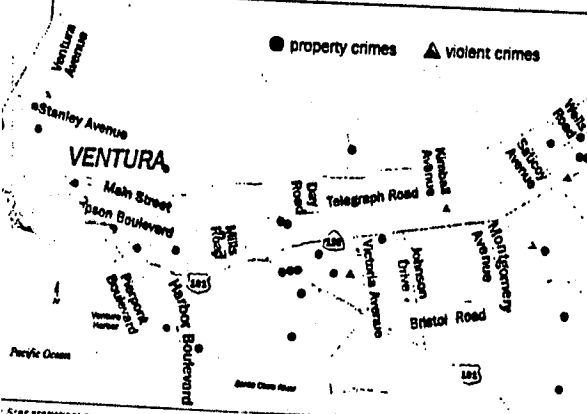 property crimes
violent crimes
Ventura
Avenue
Stanley Avenue
VENTURA
Main Street
pson Boulevard
Mills
Road
Day
Road
Telegraph Road
Kimball
Avenue
Saticoy
Avenue
Wells
Road
101
Victoria Avenue
Johnson
Drive
Montgomery
Avenue
Bristol Road
Pierpont
Boulevard
Harbor Boulevard
Ventura
Harbor
Pacific Ocean
Santa Clara River
101